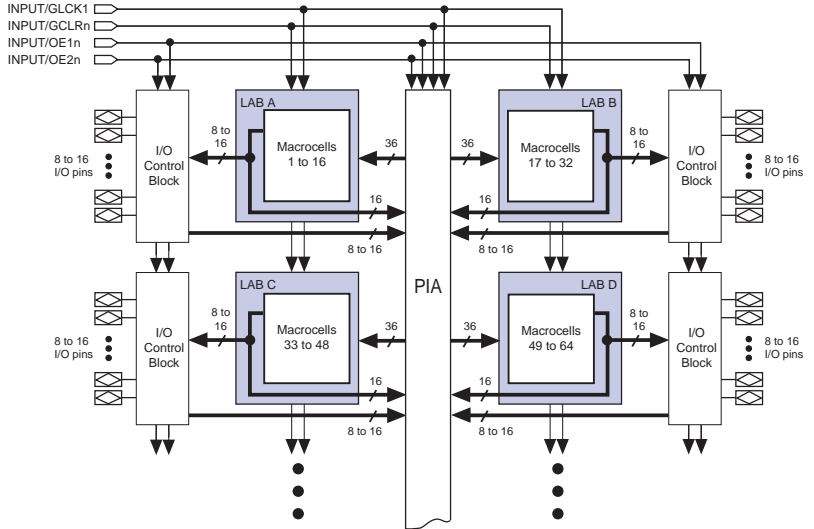 INPUT/GLCK1
INPUT/GCLRn
INPUT/OE1n
INPUT/OE2n
LAB A
LAB B
8 to
16
Macrocells
1 to 16
36
36
Macrocells
17 to 32
8 to
16
8 to 16
I/O pins
I/O
Control
Block
I/O
Control
Block
8 to 16
I/O pins
16
16
8 to 16
8 to 16
PIA
LAB C
LAB D
8 to
16
Macrocells
33 to 48
36
36
Macrocells
49 to 64
8 to
16
8 to 16
I/O pins
I/O
Control
Block
I/O
Control
Block
8 to 16
I/O pins
16
16
8 to 16
8 to 16